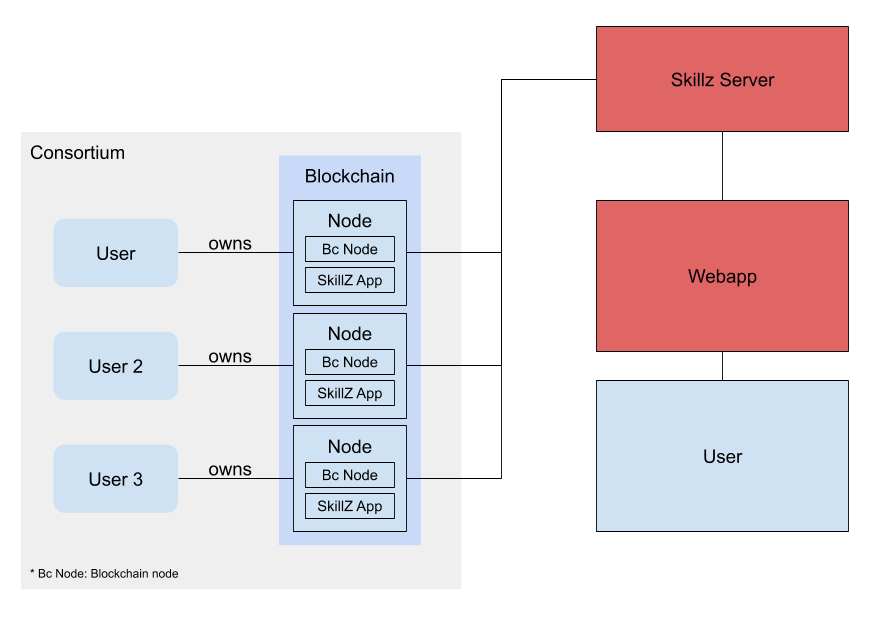 Skillz Server
Consortium
Blockchain
Node
User
owns
Bc Node
SkillZ App
Webapp
Node
User 2
owns
Bc Node
SkillZ App
Node
User 3
owns
Bc Node
SkillZ App
User
* Bc Node: Blockchain node